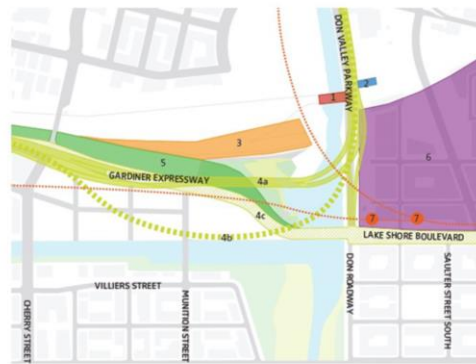 DON VALLEY PARKWAY
1
2
3
5
6
GARDINER EXPRESSWAY
4a
4c
7
7
4b
LAKE SHORE BOULEVARD
VILLIERS STREET
CHERRY STREET
MUNITION STREET
DON ROADWAY
SAULTER STREET SOUTH